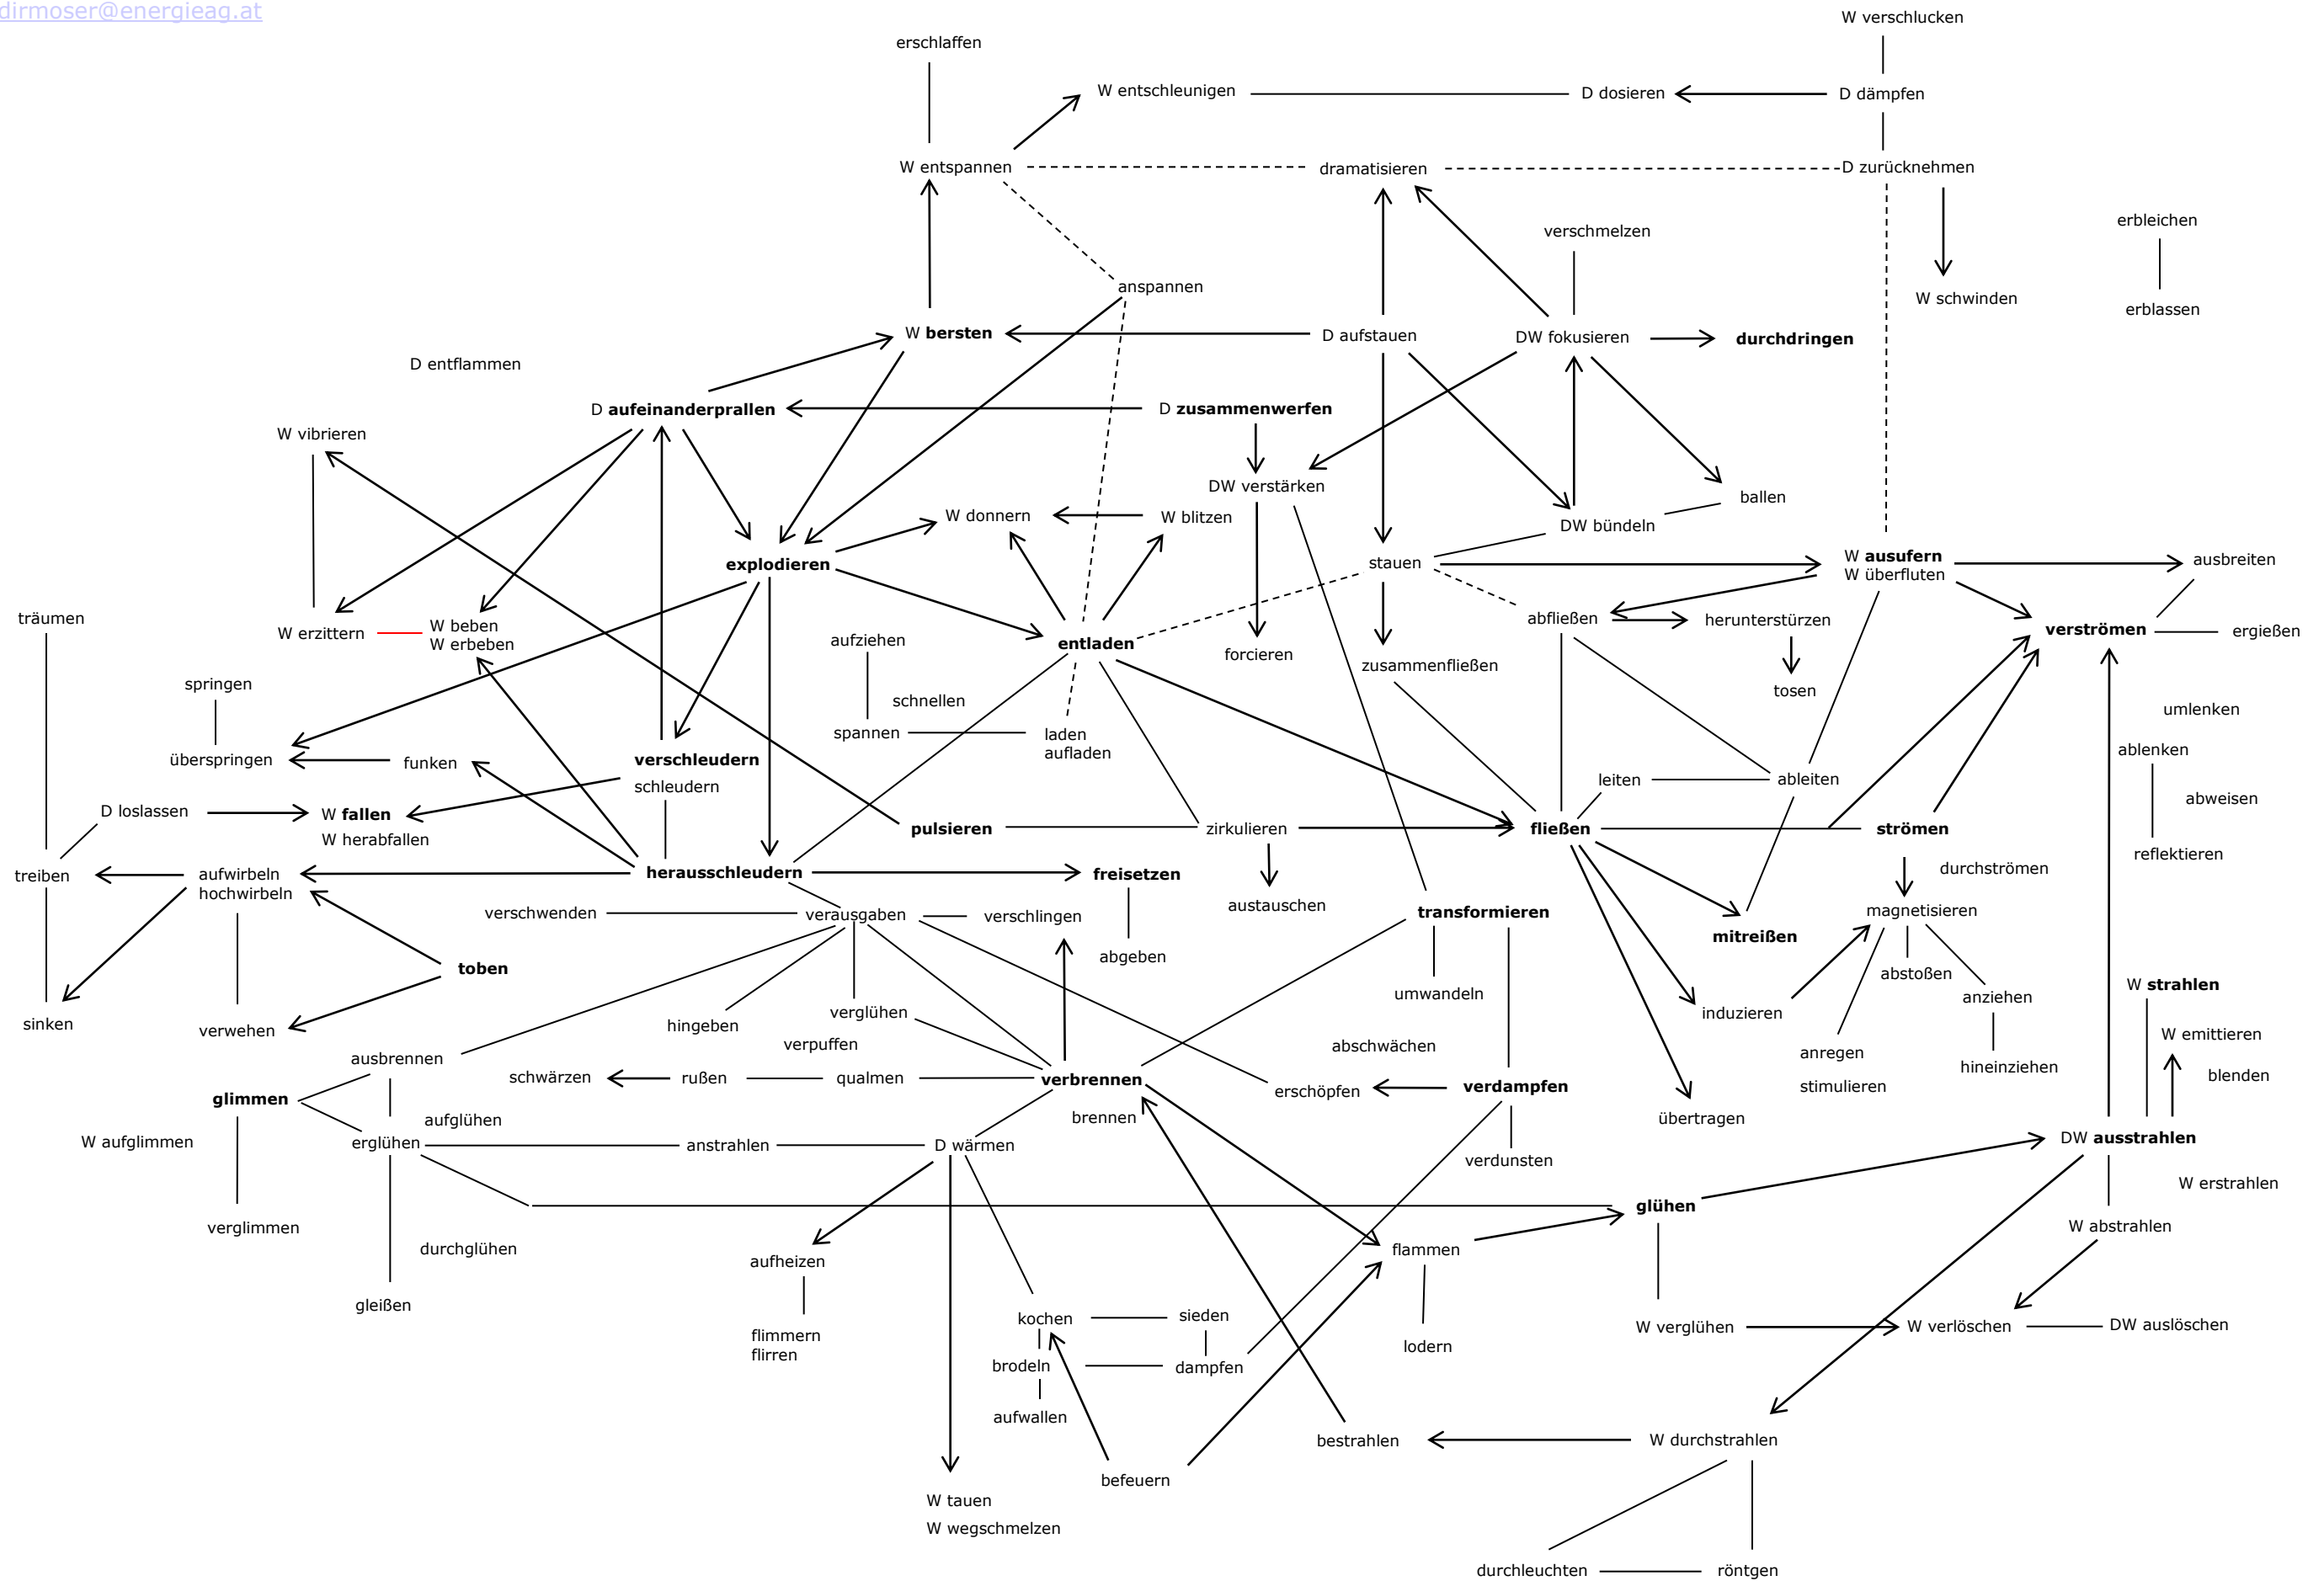 dirmoser@energieag.at
W verschlucken
erschlaffen
W entschleunigen
D dosieren
D dämpfen
W entspannen
dramatisieren
D zurücknehmen
erbleichen
verschmelzen
anspannen
W schwinden
erblassen
W bersten
D aufstauen
DW fokusieren
durchdringen
D entflammen
D aufeinanderprallen
D zusammenwerfen
W vibrieren
DW verstärken
ballen
W donnern
W blitzen
DW bündeln
explodieren
stauen
W ausufern
W überfluten
ausbreiten
träumen
W erzittern
W beben
W erbeben
aufziehen
entladen
forcieren
abfließen
herunterstürzen
verströmen
ergießen
zusammenfließen
springen
schnellen
tosen
umlenken
spannen
laden
aufladen
ablenken
überspringen
funken
verschleudern
schleudern
leiten
ableiten
abweisen
D loslassen
W fallen
W herabfallen
pulsieren
zirkulieren
fließen
strömen
reflektieren
treiben
aufwirbeln
hochwirbeln
herausschleudern
freisetzen
durchströmen
verschwenden
verausgaben
verschlingen
austauschen
transformieren
magnetisieren
mitreißen
abgeben
toben
abstoßen
umwandeln
W strahlen
anziehen
sinken
verwehen
hingeben
verglühen
induzieren
W emittieren
verpuffen
abschwächen
ausbrennen
anregen
hineinziehen
schwärzen
rußen
qualmen
verbrennen
erschöpfen
verdampfen
stimulieren
blenden
glimmen
aufglühen
brennen
übertragen
W aufglimmen
erglühen
anstrahlen
D wärmen
DW ausstrahlen
verdunsten
W erstrahlen
glühen
verglimmen
W abstrahlen
durchglühen
aufheizen
flammen
gleißen
kochen
sieden
flimmern
flirren
lodern
W verglühen
W verlöschen
DW auslöschen
brodeln
dampfen
aufwallen
bestrahlen
W durchstrahlen
befeuern
W tauen
W wegschmelzen
durchleuchten
röntgen